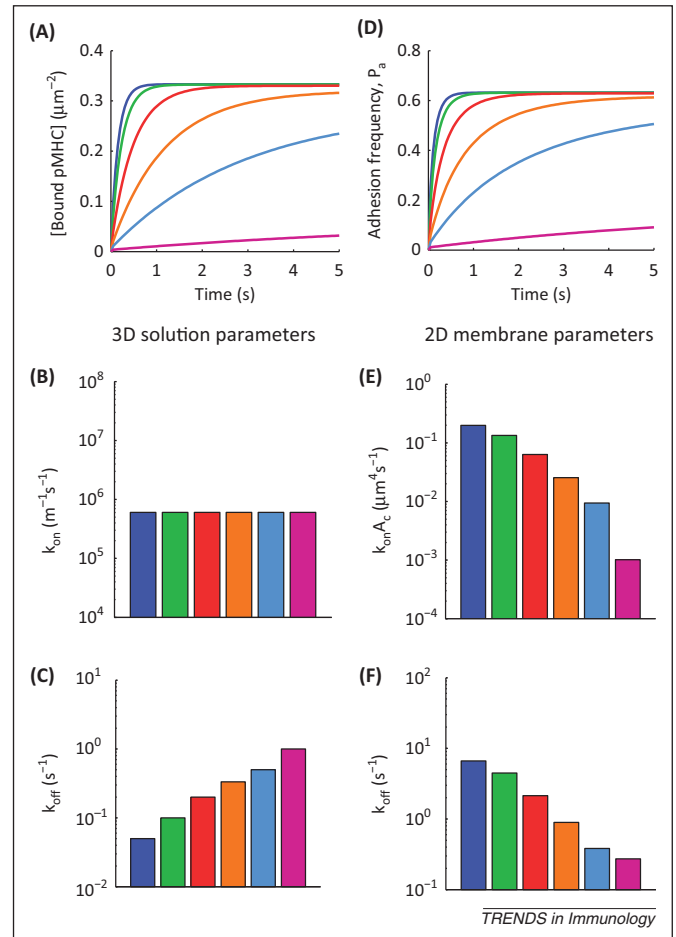 (A)
[Bound pMHC] (μm⁻²)
0.4
0.3
0.2
0.1
0
0 1 2 3 4 5
Time (s)
(D)
Adhesion frequency, Pₐ
0.8
0.6
0.4
0.2
0
0 1 2 3 4 5
Time (s)
3D solution parameters
2D membrane parameters
(B)
k_on (m⁻¹s⁻¹)
10⁸
10⁷
10⁶
10⁵
10⁴
(E)
k_onA_c (μm⁴s⁻¹)
10⁰
10⁻¹
10⁻²
10⁻³
10⁻⁴
(C)
k_off (s⁻¹)
10¹
10⁰
10⁻¹
10⁻²
(F)
k_off (s⁻¹)
10²
10¹
10⁰
10⁻¹
TRENDS in Immunology